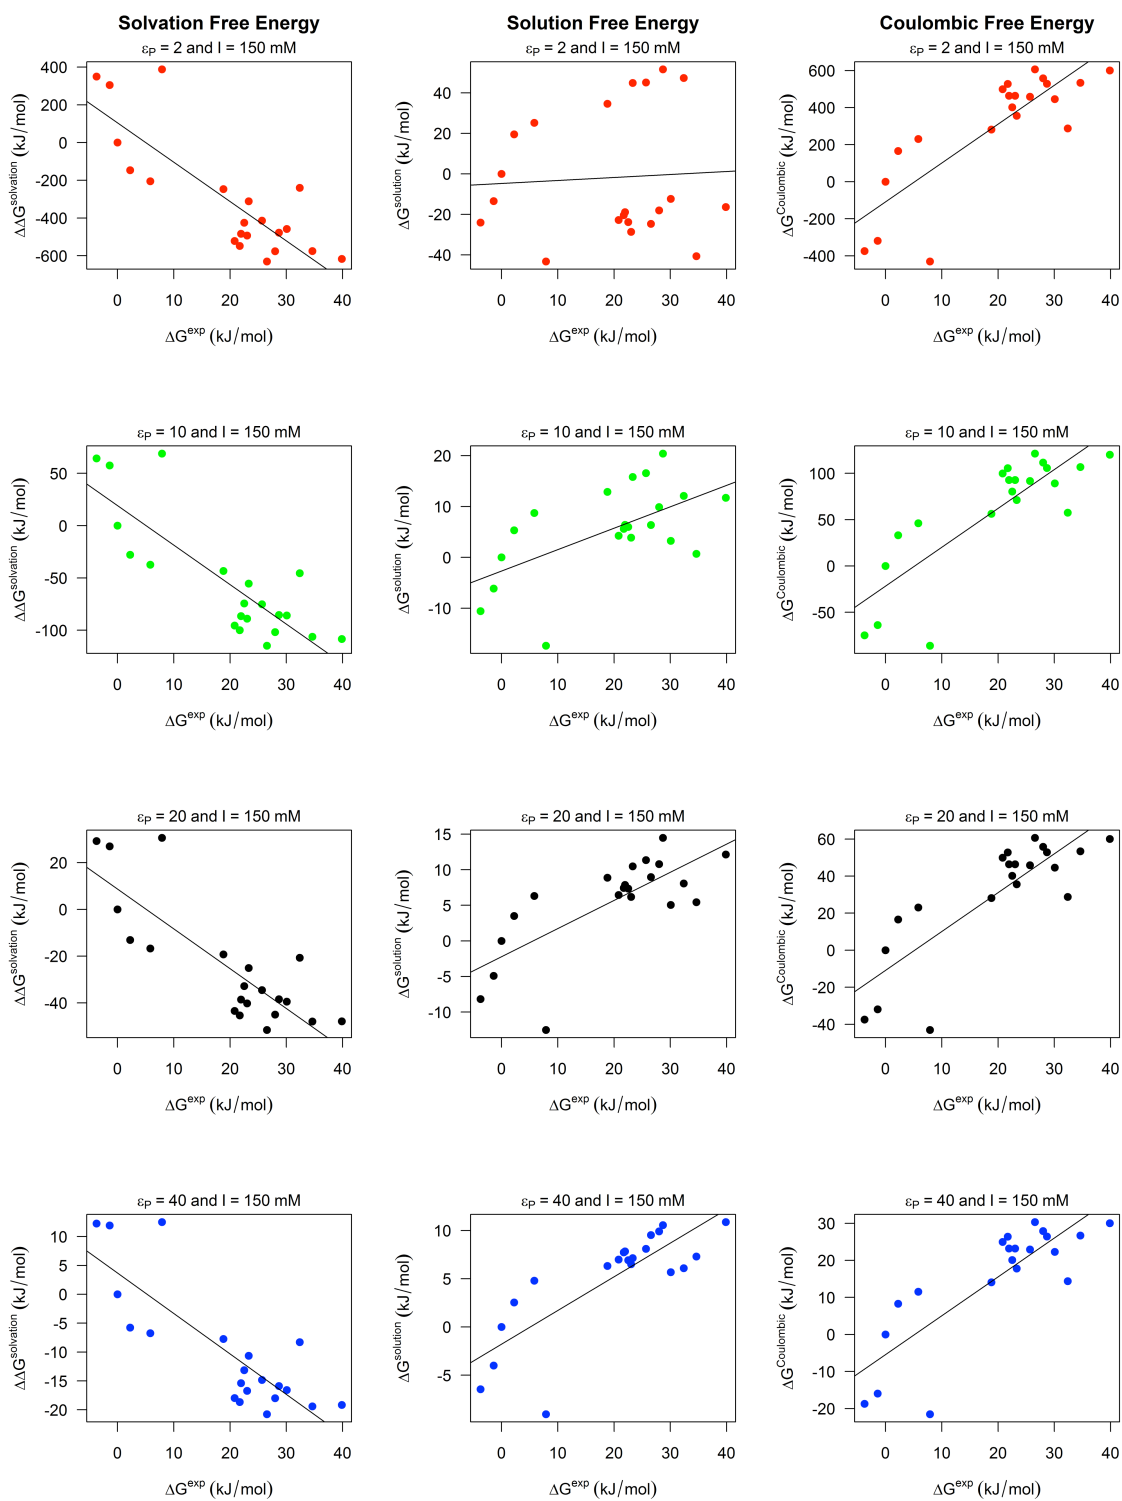 Solvation Free Energy
Solution Free Energy
Coulombic Free Energy
εP = 2 and I = 150 mM
εP = 2 and I = 150 mM
εP = 2 and I = 150 mM
ΔΔGsolvation (kJ/mol)
400
200
0
-200
-400
-600
0 10 20 30 40
ΔGexp (kJ/mol)
ΔGsolution (kJ/mol)
40
20
0
-20
-40
0 10 20 30 40
ΔGexp (kJ/mol)
ΔGCoulombic (kJ/mol)
600
400
200
0
-200
-400
0 10 20 30 40
ΔGexp (kJ/mol)
εP = 10 and I = 150 mM
εP = 10 and I = 150 mM
εP = 10 and I = 150 mM
ΔΔGsolvation (kJ/mol)
50
0
-50
-100
0 10 20 30 40
ΔGexp (kJ/mol)
ΔGsolution (kJ/mol)
20
10
0
-10
0 10 20 30 40
ΔGexp (kJ/mol)
ΔGCoulombic (kJ/mol)
100
50
0
-50
0 10 20 30 40
ΔGexp (kJ/mol)
εP = 20 and I = 150 mM
εP = 20 and I = 150 mM
εP = 20 and I = 150 mM
ΔΔGsolvation (kJ/mol)
20
0
-20
-40
0 10 20 30 40
ΔGexp (kJ/mol)
ΔGsolution (kJ/mol)
15
10
5
0
-5
-10
0 10 20 30 40
ΔGexp (kJ/mol)
ΔGCoulombic (kJ/mol)
60
40
20
0
-20
-40
0 10 20 30 40
ΔGexp (kJ/mol)
εP = 40 and I = 150 mM
εP = 40 and I = 150 mM
εP = 40 and I = 150 mM
ΔΔGsolvation (kJ/mol)
10
5
0
-5
-10
-15
-20
0 10 20 30 40
ΔGexp (kJ/mol)
ΔGsolution (kJ/mol)
10
5
0
-5
0 10 20 30 40
ΔGexp (kJ/mol)
ΔGCoulombic (kJ/mol)
30
20
10
0
-10
-20
0 10 20 30 40
ΔGexp (kJ/mol)